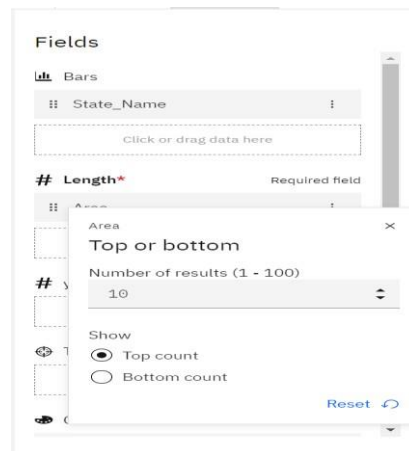 Fields
Bars
State_Name
Click or drag data here
# Length* Required field
Area
Area
Top or bottom
Number of results (1 - 100)
10
Show
Top count
Bottom count
Reset
#